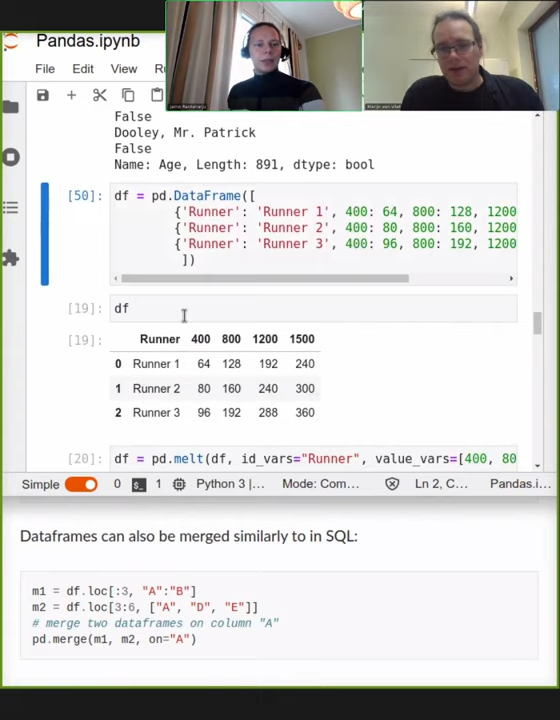 Pandas.ipynb
File Edit View Ru
False
Dooley, Mr. Patrick
False
Name: Age, Length: 891, dtype: bool
[50]: df = pd.DataFrame([
{'Runner': 'Runner 1', 400: 64, 800: 128, 1200
{'Runner': 'Runner 2', 400: 80, 800: 160, 1200
{'Runner': 'Runner 3', 400: 96, 800: 192, 1200
])
[19]: df
[19]: Runner 400 800 1200 1500
0 Runner 1 64 128 192 240
1 Runner 2 80 160 240 300
2 Runner 3 96 192 288 360
[20]: df = pd.melt(df, id_vars="Runner", value_vars=[400, 80
Simple 0 1 Python 3 |... Mode: Com... Ln 2, C... Pandas.i...
Dataframes can also be merged similarly to in SQL:
m1 = df.loc[:3, "A":"B"]
m2 = df.loc[3:6, ["A", "D", "E"]]
# merge two dataframes on column "A"
pd.merge(m1, m2, on="A")